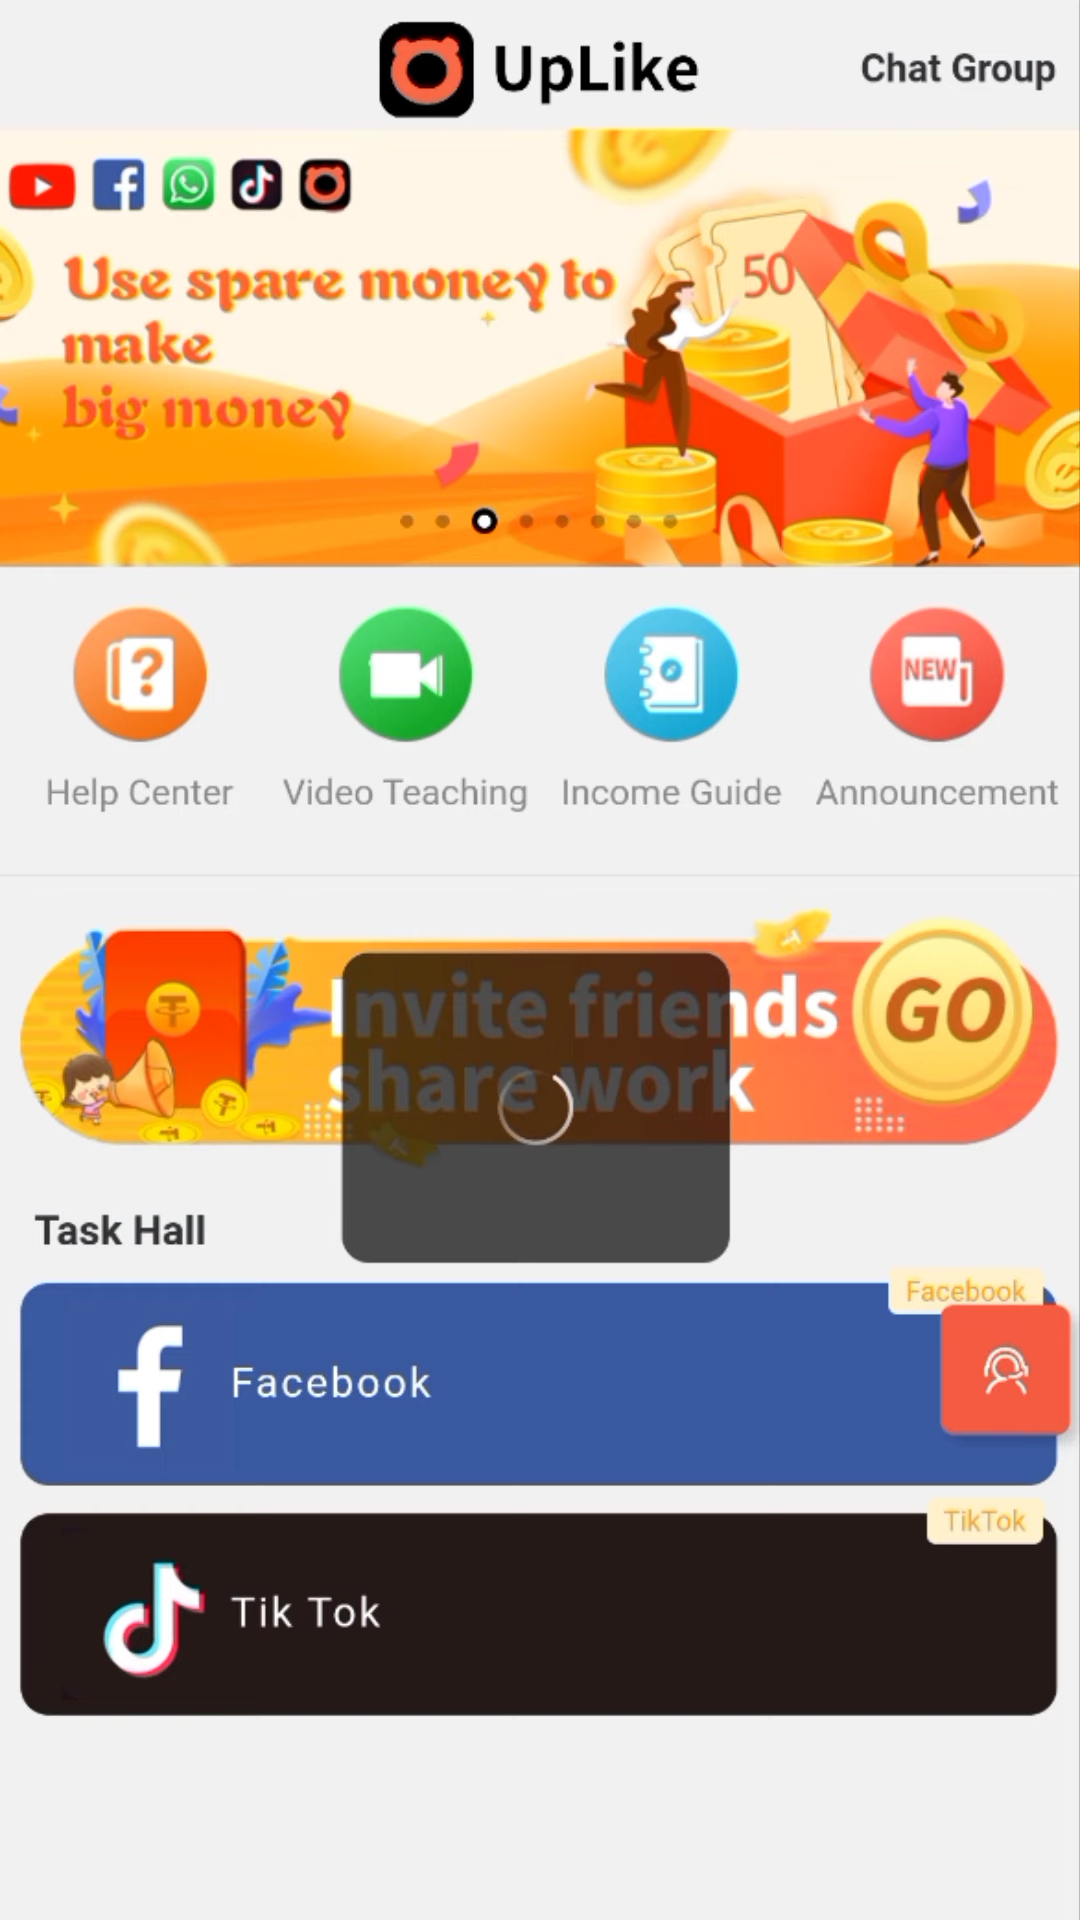 UpLike
Chat Group
Use spare money to
make
big money
50
NEW
Help Center
Video Teaching
Income Guide
Announcement
Invite friends
share work
GO
Task Hall
Facebook
Facebook
TikTok
Tik Tok